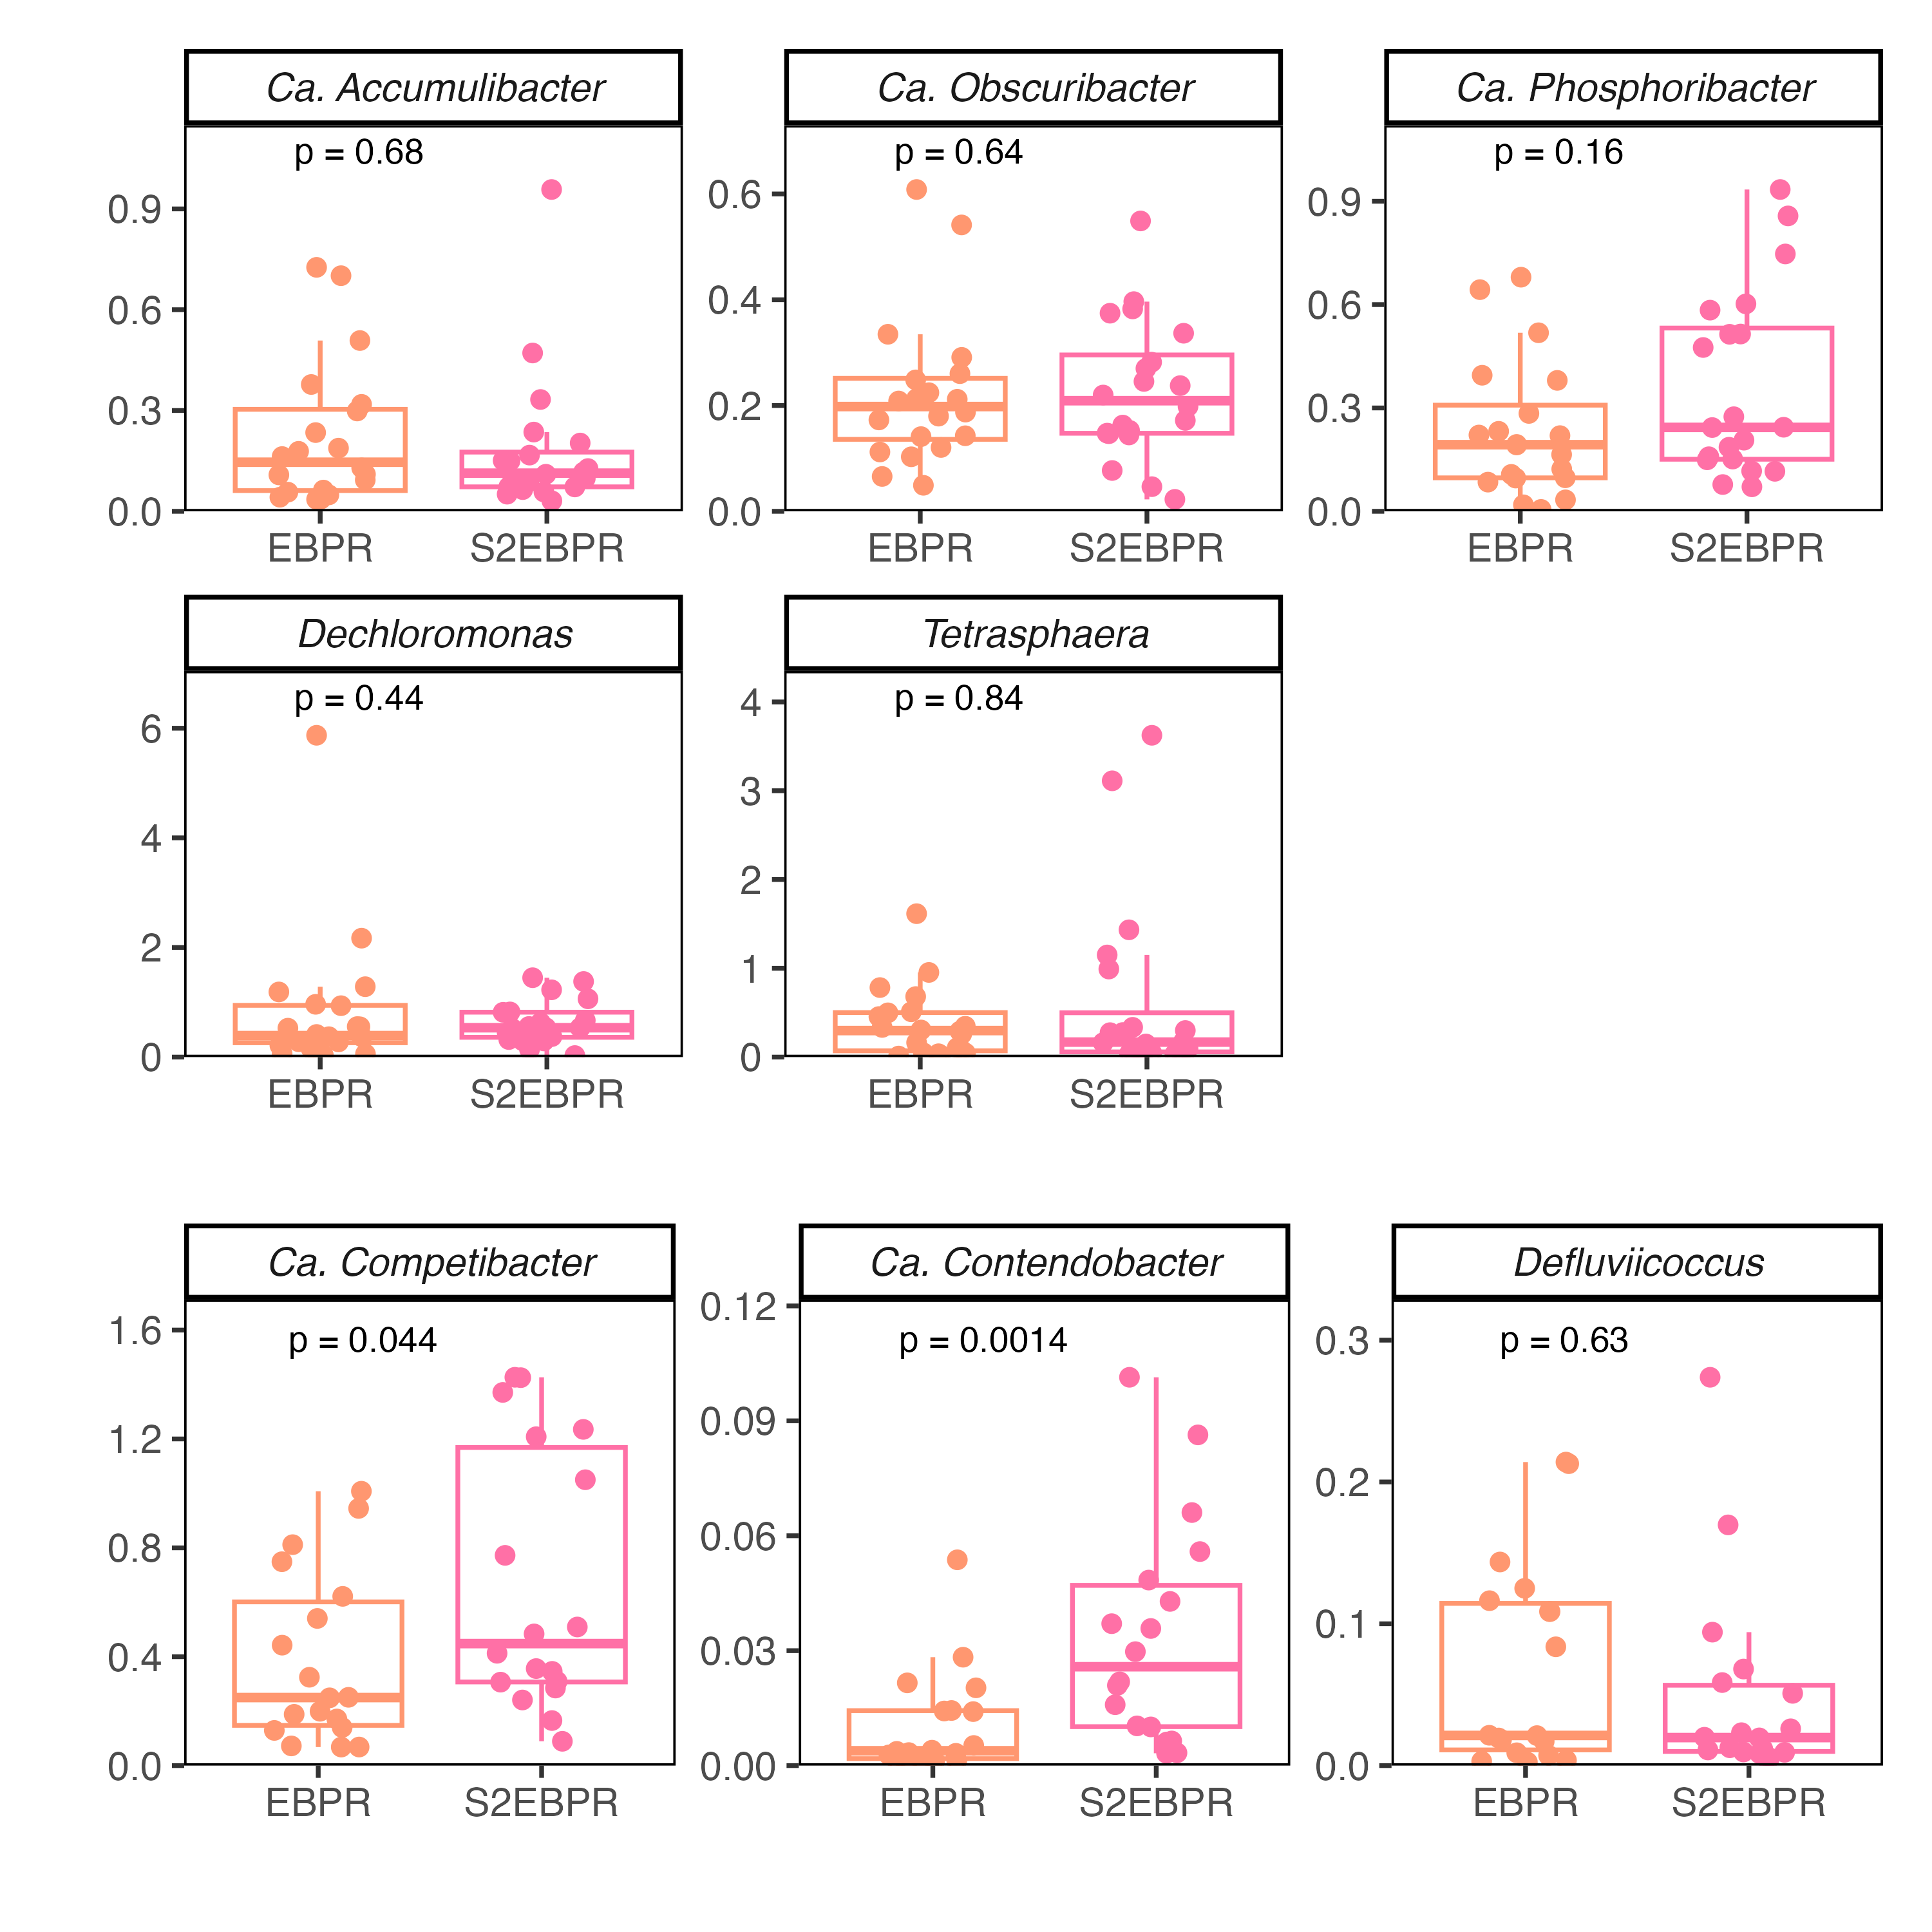 Ca. Accumulibacter
p = 0.68
0.9
0.6
0.3
0.0
EBPR S2EBPR
Ca. Obscuribacter
p = 0.64
0.6
0.4
0.2
0.0
EBPR S2EBPR
Ca. Phosphoribacter
p = 0.16
0.9
0.6
0.3
0.0
EBPR S2EBPR
Dechloromonas
p = 0.44
6
4
2
0
EBPR S2EBPR
Tetrasphaera
p = 0.84
4
3
2
1
0
EBPR S2EBPR
Ca. Competibacter
1.6
p = 0.044
1.2
0.8
0.4
0.0
EBPR S2EBPR
Ca. Contendobacter
0.12
p = 0.0014
0.09
0.06
0.03
0.00
EBPR S2EBPR
Defluviicoccus
0.3
p = 0.63
0.2
0.1
0.0
EBPR S2EBPR